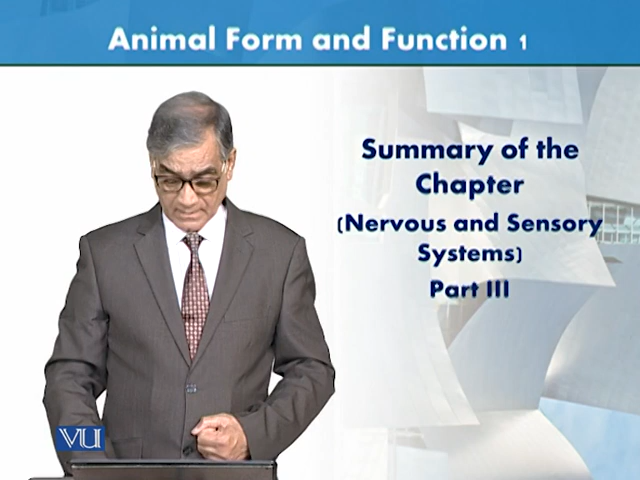 Animal Form and Function 1
Summary of the
Chapter
(Nervous and Sensory
Systems)
Part III
VU